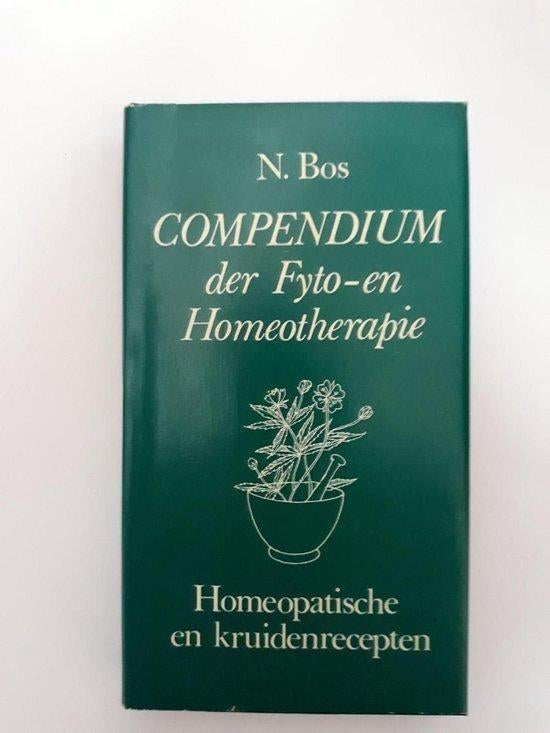 N. Bos
COMPENDIUM
der Fyto-en
Homeotherapie
Homeopatische
en kruidenrecepten